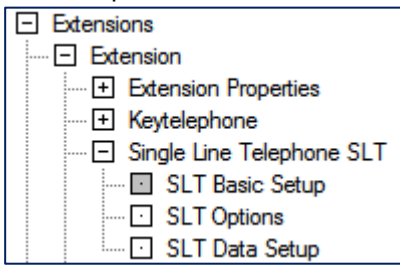 Extensions
Extension
Extension Properties
Keytelephone
Single Line Telephone SLT
SLT Basic Setup
SLT Options
SLT Data Setup